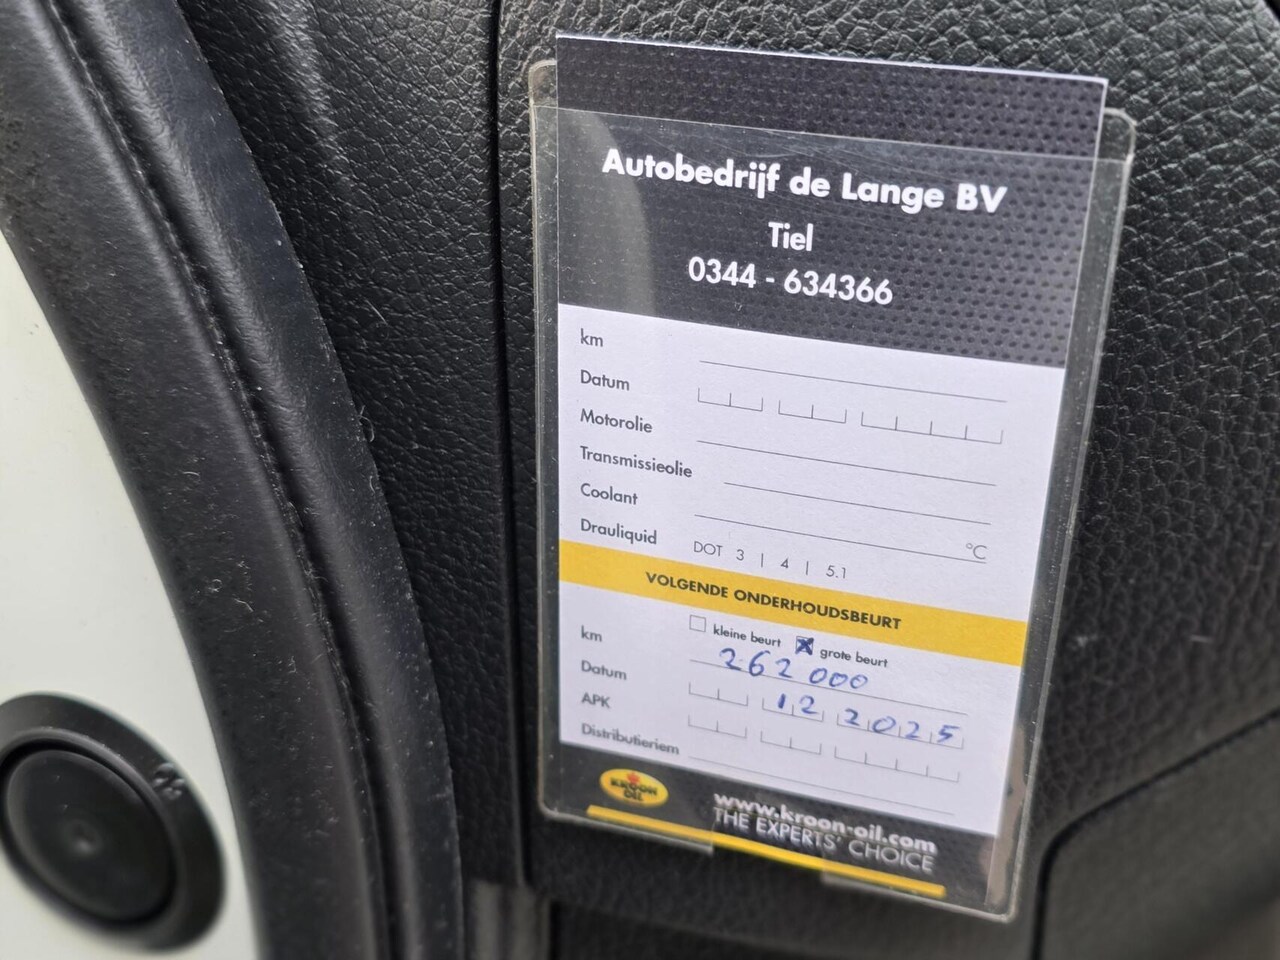 Autobedrijf de Lange BV
Tiel
0344 - 634366
km
Datum
Motorolie
Transmissieolie
Coolant °C
Drauliquid DOT 3 | 4 | 5.1
VOLGENDE ONDERHOUDSBEURT
kleine beurt grote beurt
km 262 000
Datum 12 2025
APK
Distributieriem
KROON OIL
www.kroon-oil.com
THE EXPERTS' CHOICE